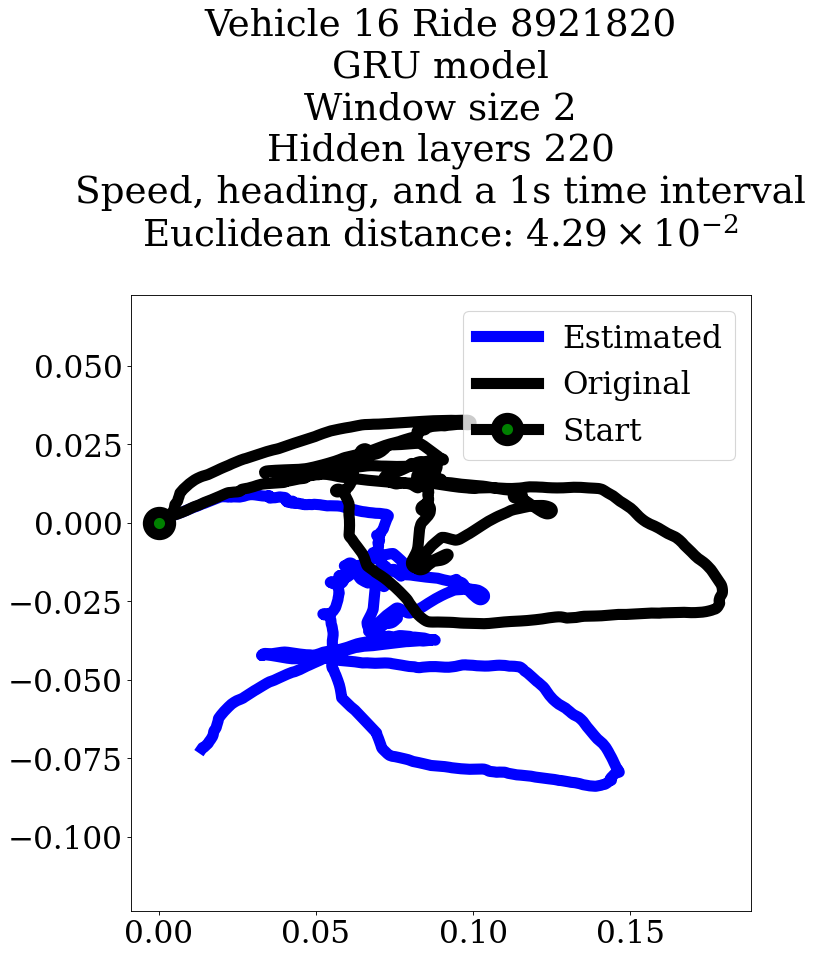 Vehicle 16 Ride 8921820
GRU model
Window size 2
Hidden layers 220
Speed, heading, and a 1s time interval
Euclidean distance: 4.29 × 10⁻²
Estimated
Original
Start
0.050
0.025
0.000
−0.025
−0.050
−0.075
−0.100
0.00 0.05 0.10 0.15